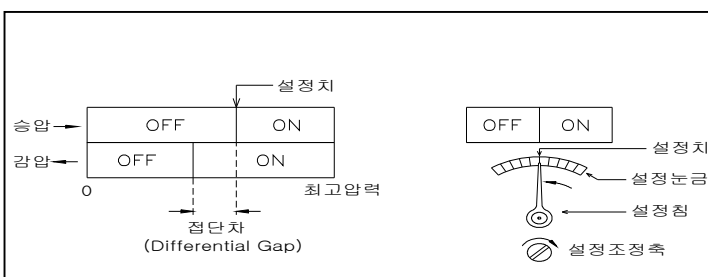 설정치
승압
OFF
ON
감압
OFF
ON
0
최고압력
접단차
(Differential Gap)
OFF
ON
설정치
설정눈금
설정침
설정조정축